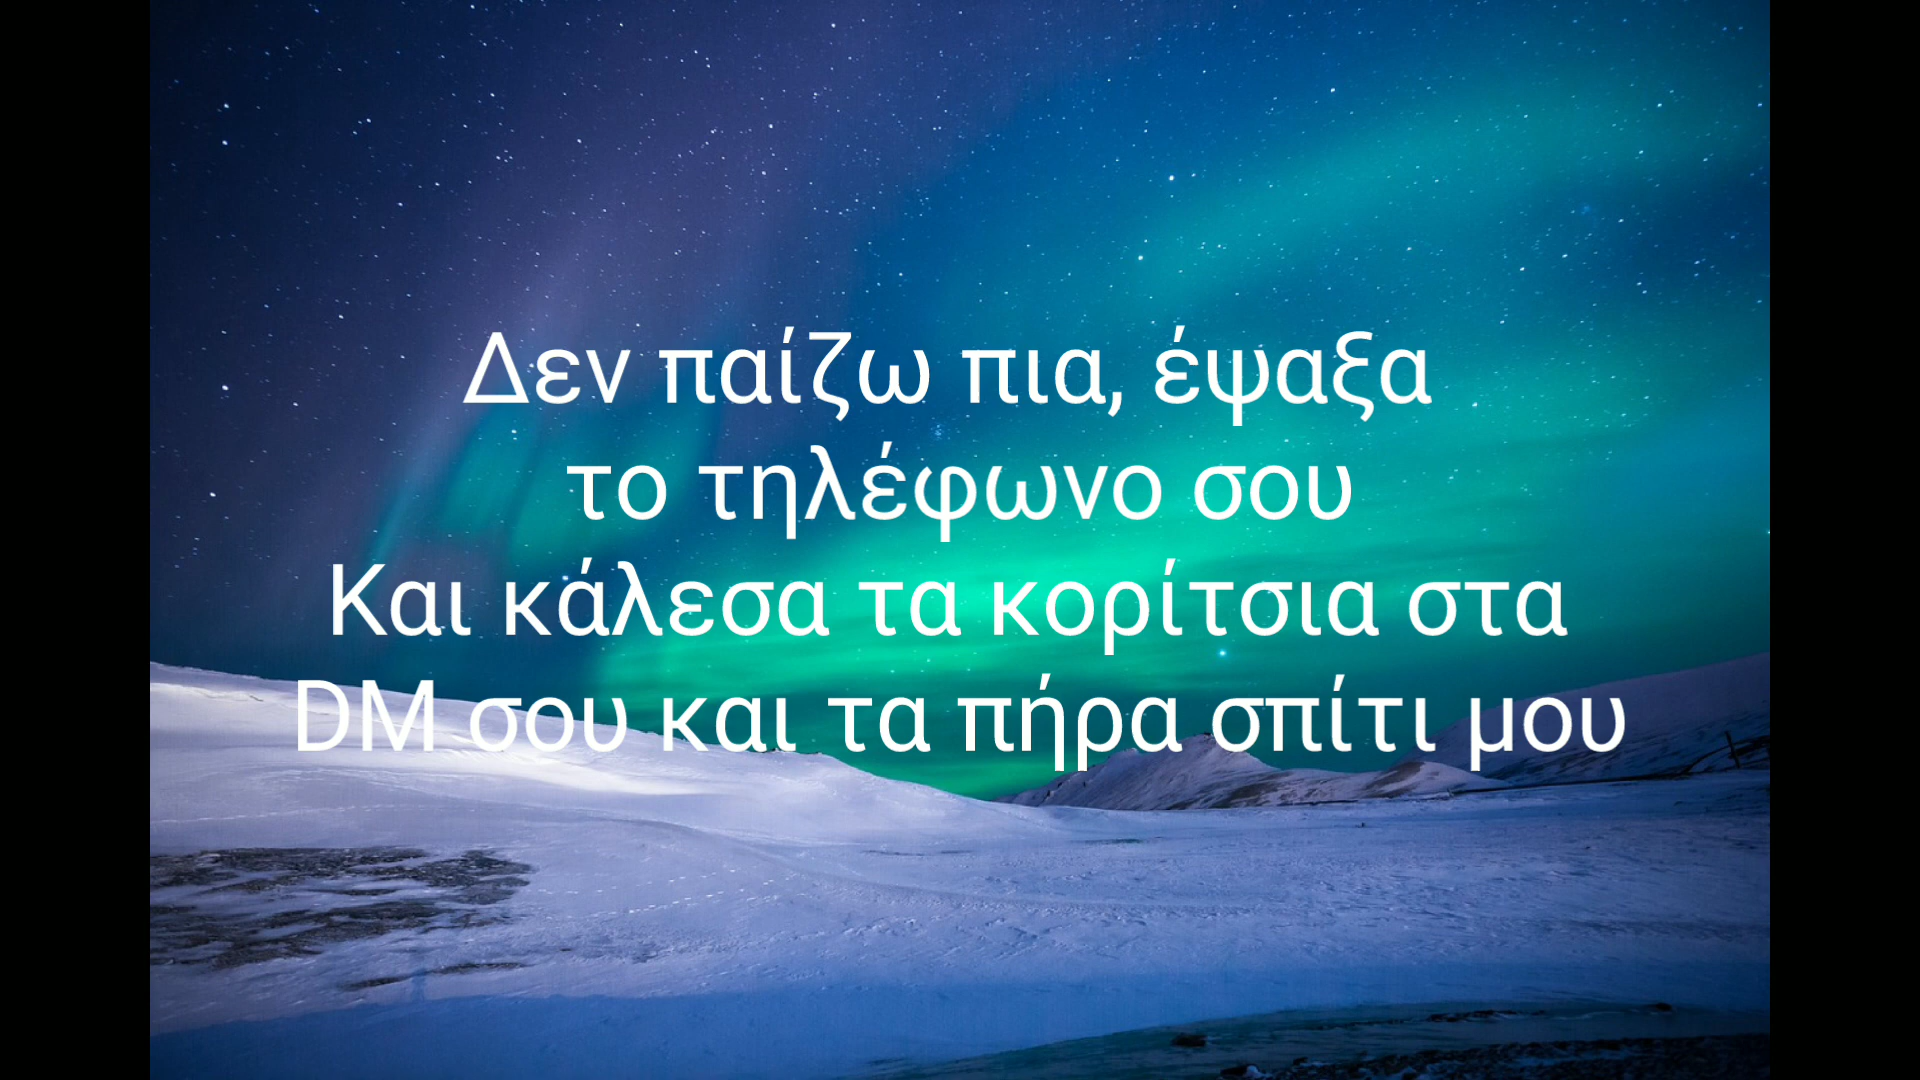 Δεν παίζω πια, έψαξα
το τηλέφωνο σου
Και κάλεσα τα κορίτσια στα
DM σου και τα πήρα σπίτι μου